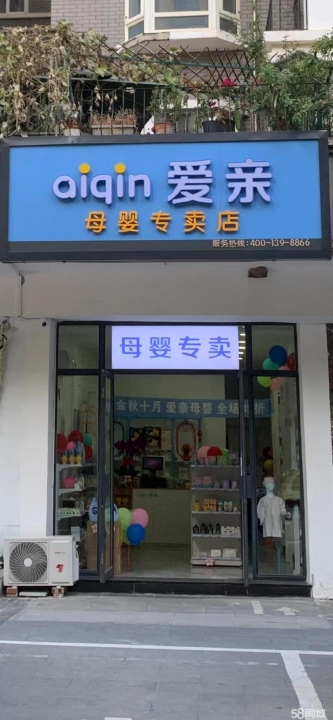 aiqin 爱亲
母婴专卖店
服务热线:400-139-8866
母婴专卖
金秋十月 爱亲母婴 全场 折
58同城